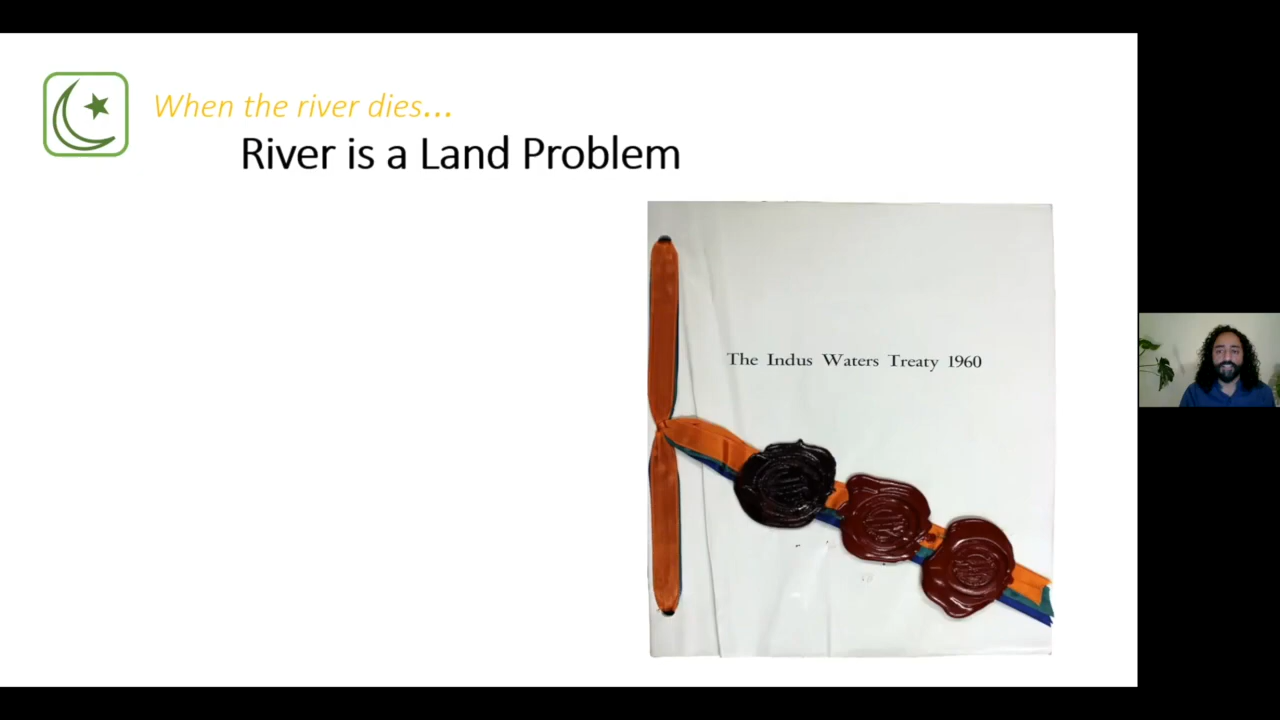 When the river dies...
River is a Land Problem
The Indus Waters Treaty 1960